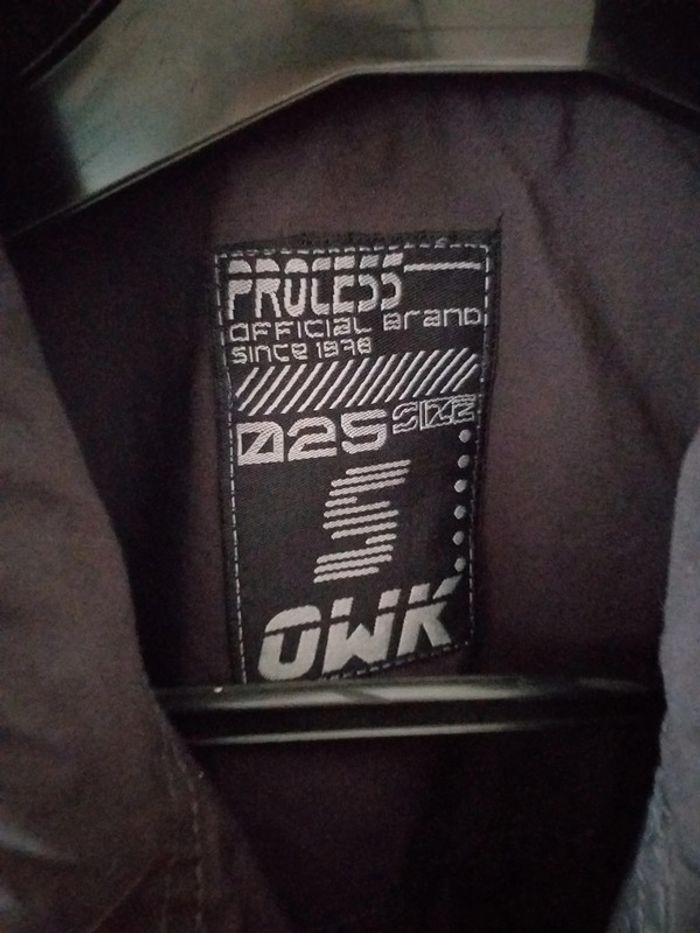 PROCESS
OFFICIAL Brand
SINCE 1978
025 SIZE
S
OWK